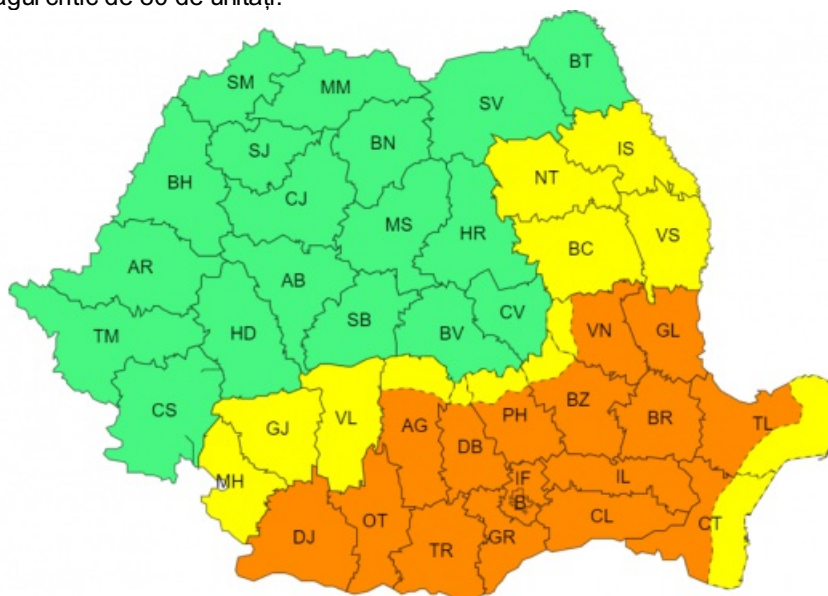 de 80 de unități.
BT
SM
MM
SV
BN
SJ
IS
NT
BH
CJ
MS
HR
VS
BC
AR
AB
CV
SB
TM
HD
BV
VN
GL
CS
GJ
VL
AG
PH
BZ
BR
TL
DB
MH
IF
IL
B
CL
CT
DJ
OT
TR
GR